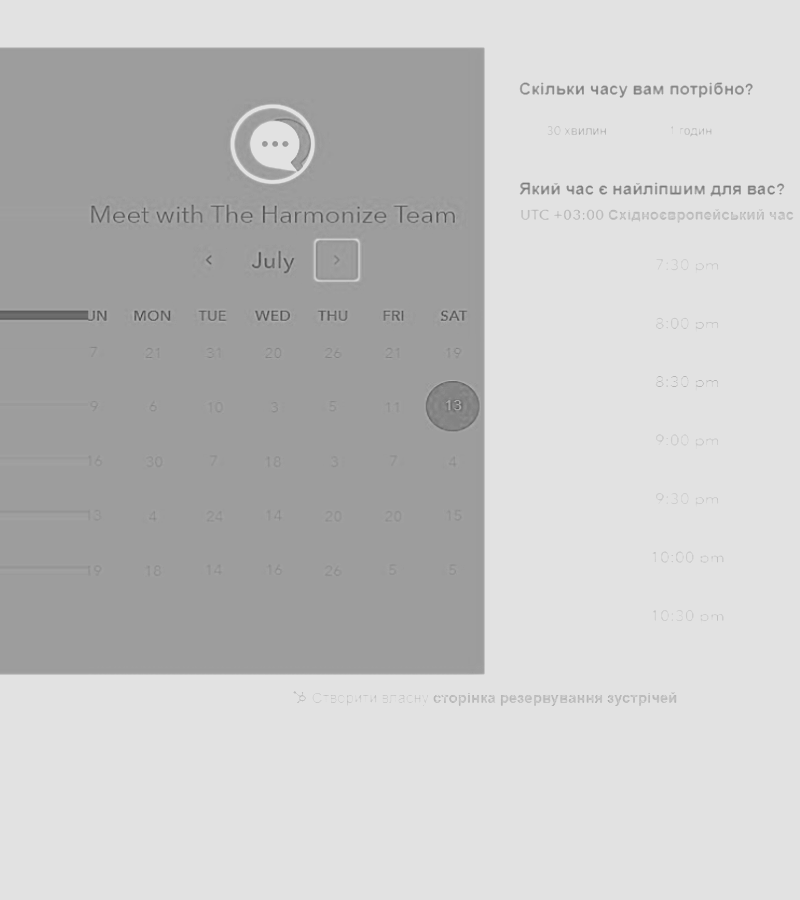 Meet with The Harmonize Team
July
UN MON TUE WED THU FRI SAT
7 21 31 20 26 21 19
9 6 10 3 5 11 13
16 30 7 18 3 7 4
13 4 24 14 20 20 15
19 18 14 16 26 5 5
Скільки часу вам потрібно?
30 хвилин 1 годин
Який час є найліпшим для вас?
UTC +03:00 Східноєвропейський час
7:30 pm
8:00 pm
8:30 pm
9:00 pm
9:30 pm
10:00 pm
10:30 pm
Створити власну сторінка резервування зустрічей